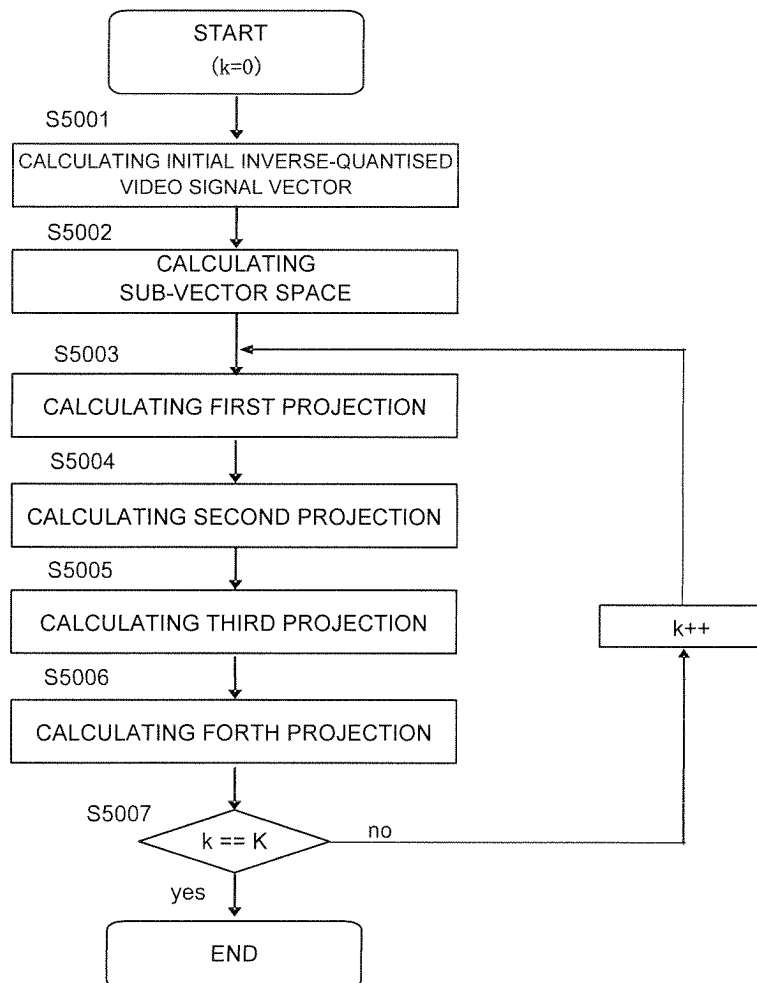 START
(k=0)
S5001
CALCULATING INITIAL INVERSE-QUANTISED
VIDEO SIGNAL VECTOR
S5002
CALCULATING
SUB-VECTOR SPACE
S5003
CALCULATING FIRST PROJECTION
S5004
CALCULATING SECOND PROJECTION
S5005
CALCULATING THIRD PROJECTION
k++
S5006
CALCULATING FORTH PROJECTION
S5007
k == K
no
yes
END